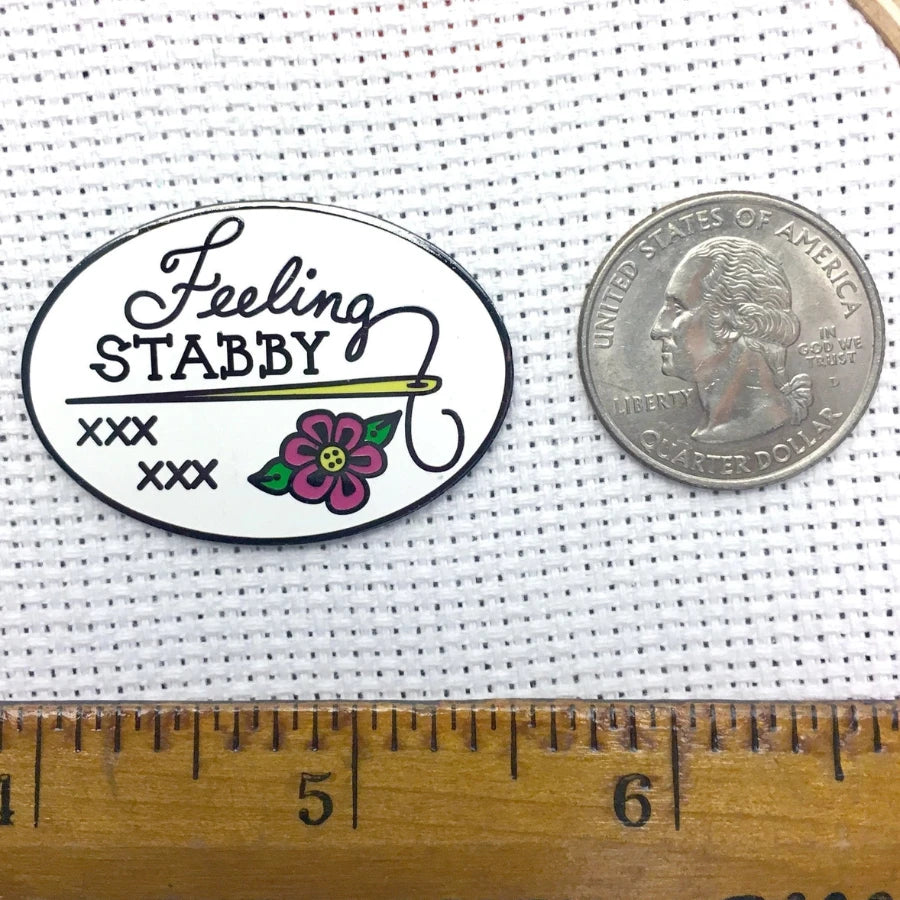 Feeling
STABBY
XXX
XXX
UNITED STATES OF AMERICA
IN
GOD WE
TRUST
D
LIBERTY
QUARTER DOLLAR
4 5 6